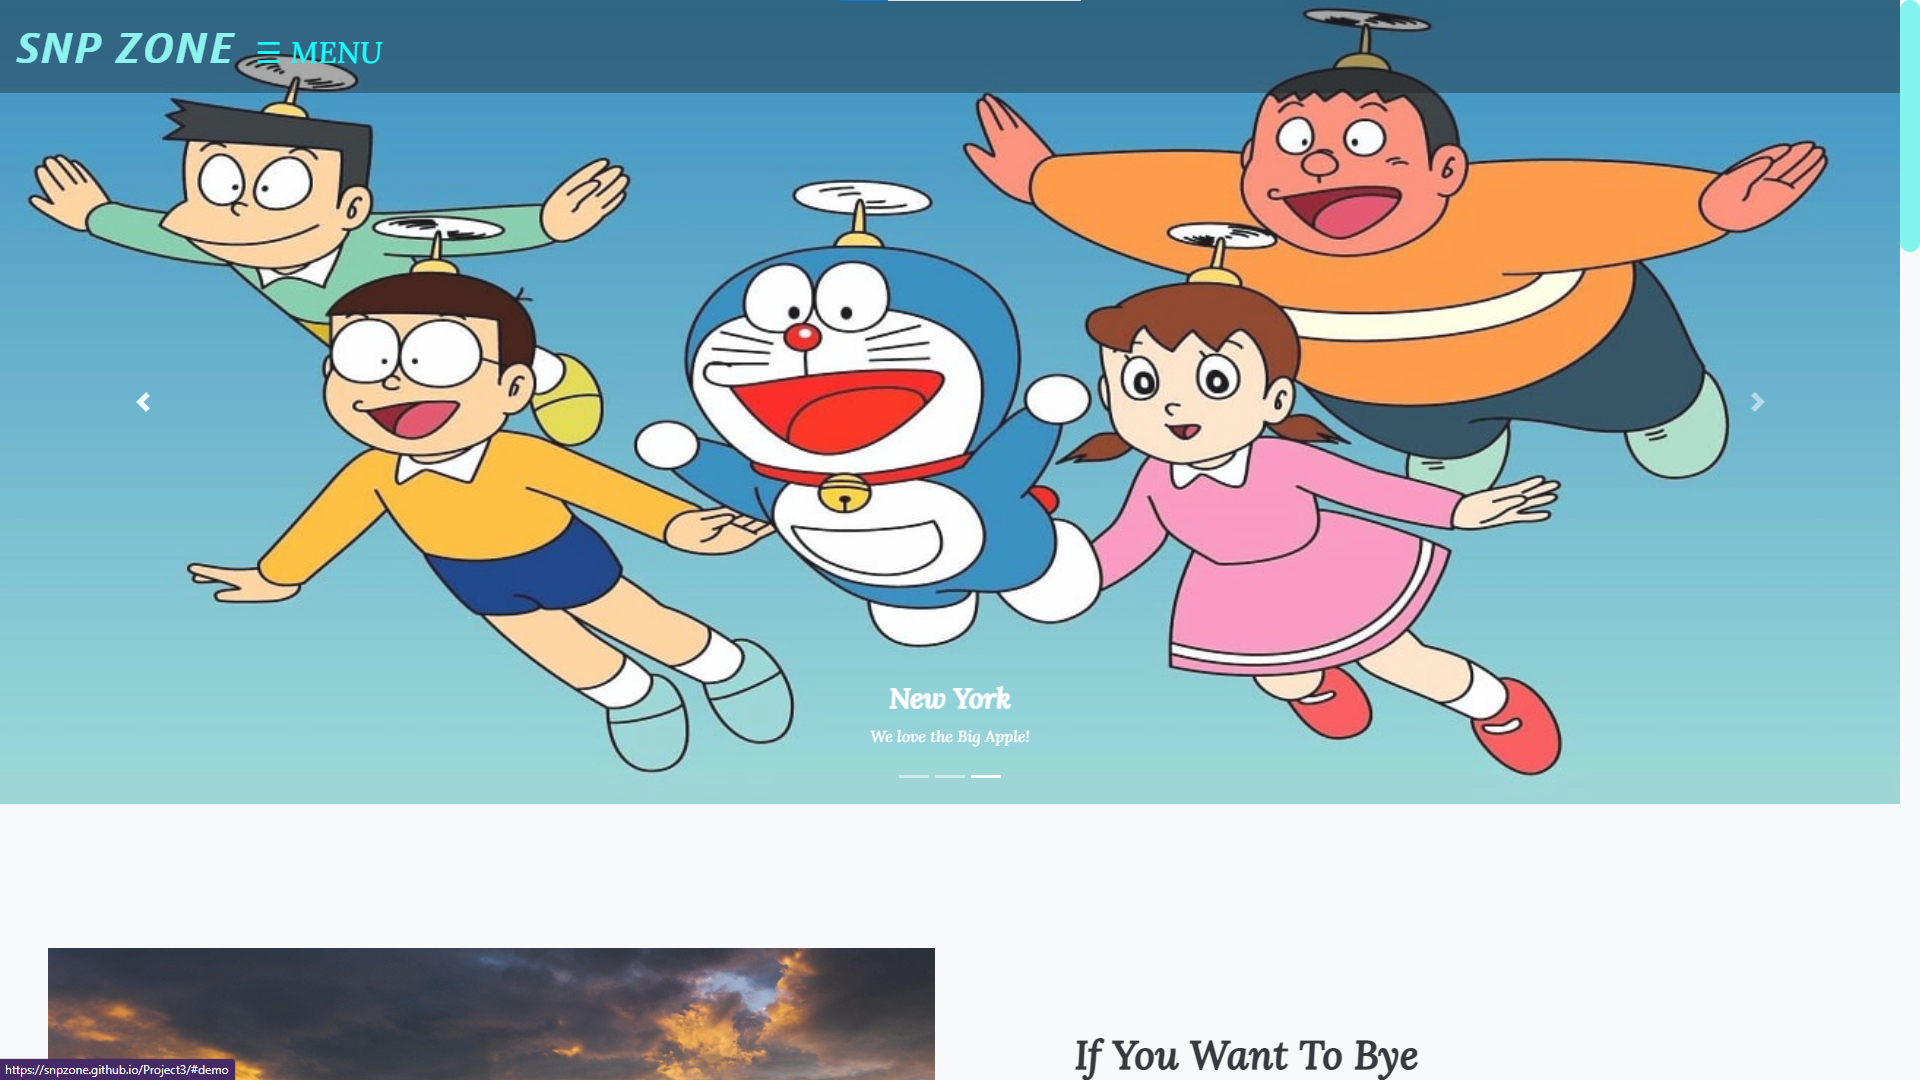 SNP ZONE ☰ MENU
New York
We love the Big Apple!
If You Want To Bye
https://snpzone.github.io/Project3/#demo